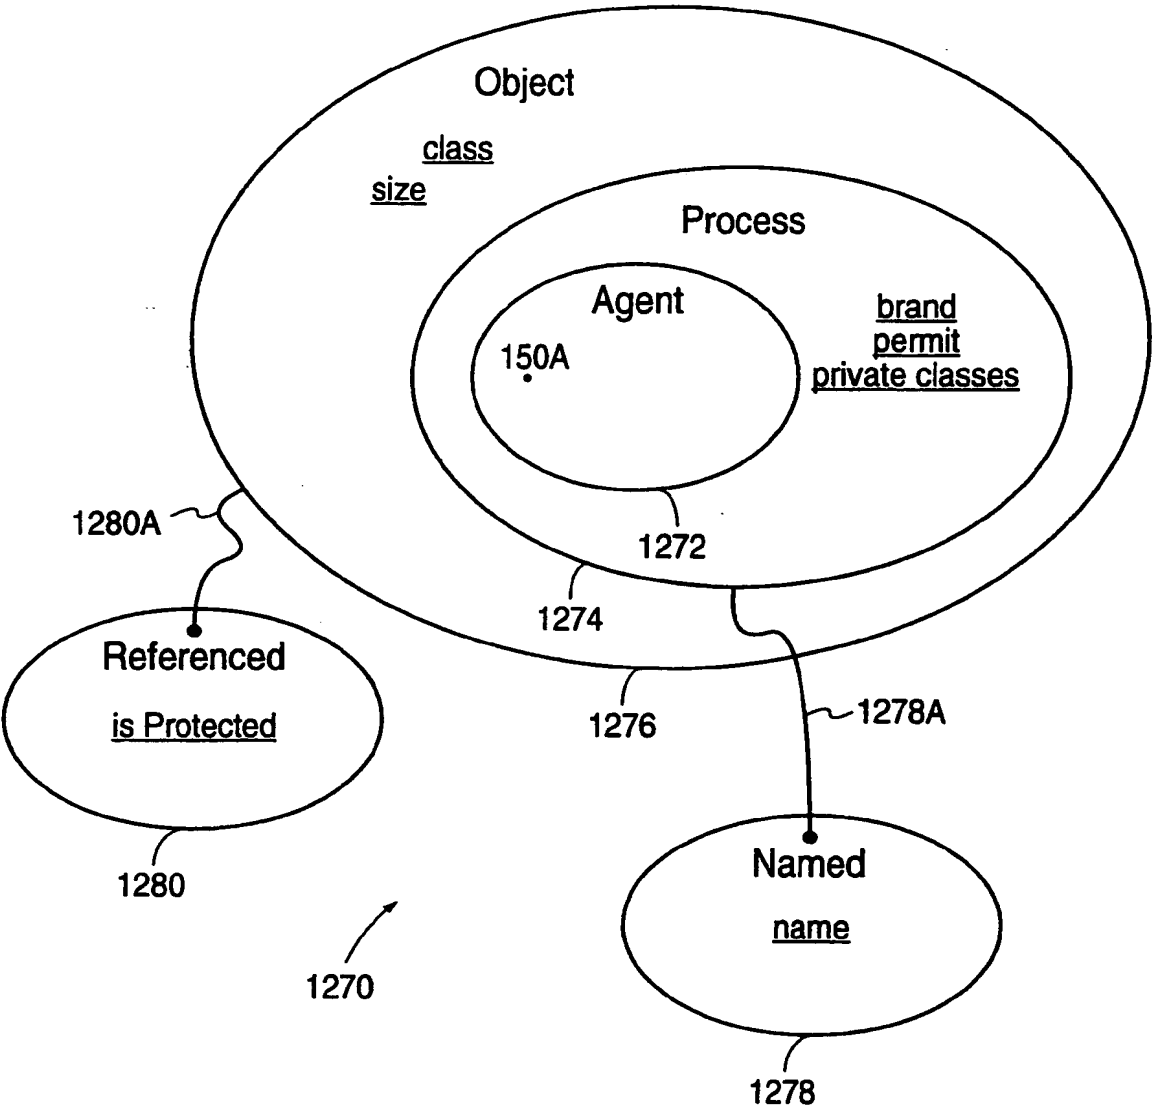 Object
class
size
Process
Agent
brand
permit
private classes
150A
1280A
1272
1274
Referenced
is Protected
1276
1278A
1280
Named
name
1270
1278